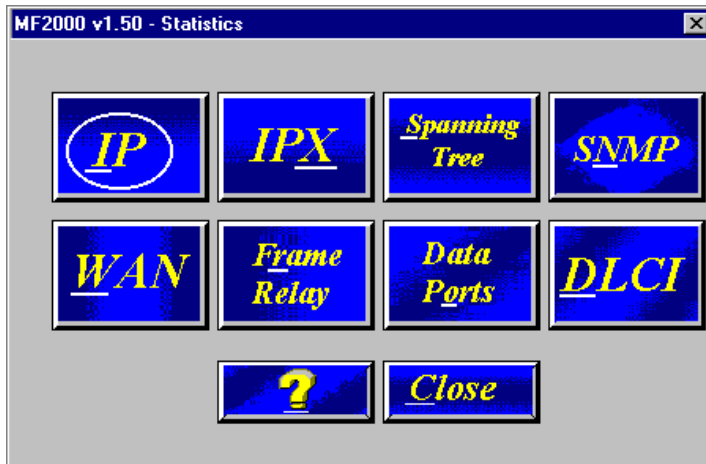 MF2000 v1.50 - Statistics
IP
IPX
Spanning
Tree
SNMP
WAN
Frame
Relay
Data
Ports
DLCI
?
Close